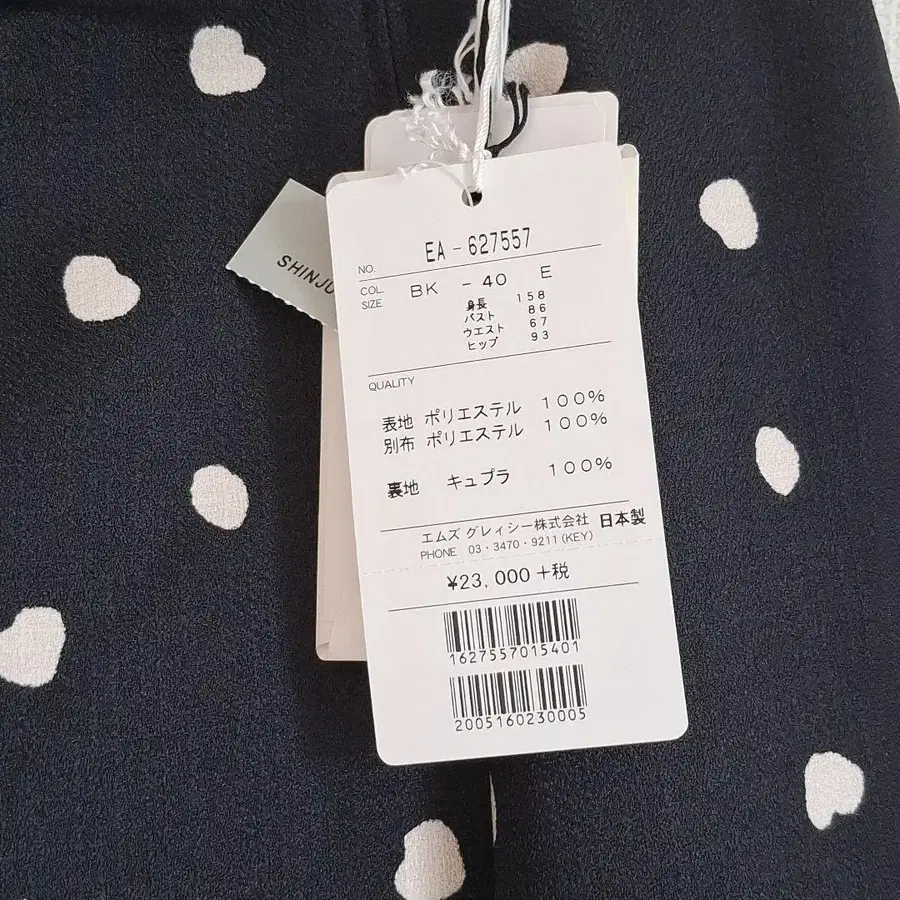 SHINJU
NO. EA - 627557
COL. SIZE BK - 40 E
身長 158
バスト 86
ウエスト 67
ヒップ 93
QUALITY
表地 ポリエステル 100%
別布 ポリエステル 100%
裏地 キュプラ 100%
エムズ グレィシー株式会社 日本製
PHONE 03・3470・9211(KEY)
¥23,000+税
1627557015401
2005160230005